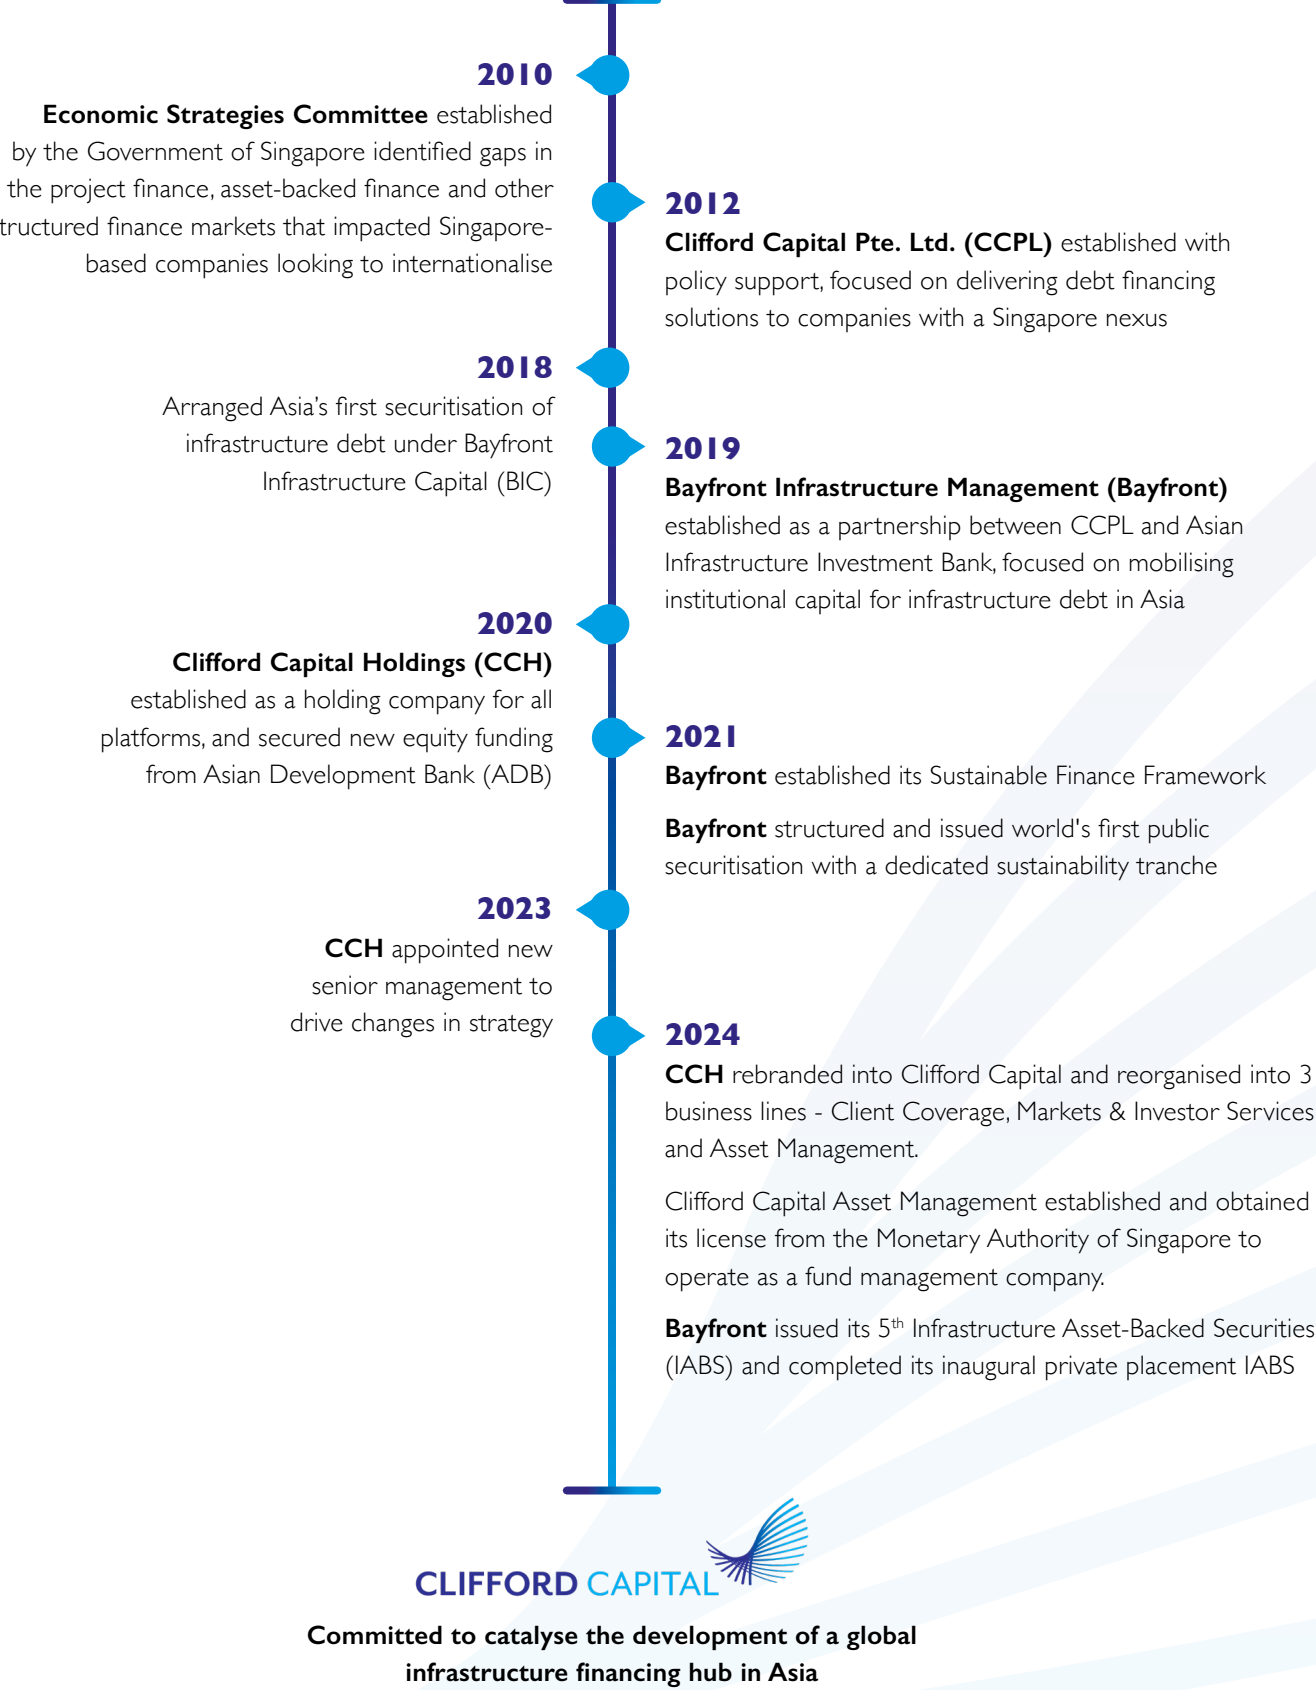 2010
Economic Strategies Committee established
by the Government of Singapore identified gaps in
the project finance, asset-backed finance and other
tructured finance markets that impacted Singapore-
based companies looking to internationalise
2012
Clifford Capital Pte. Ltd. (CCPL) established with
policy support, focused on delivering debt financing
solutions to companies with a Singapore nexus
2018
Arranged Asia’s first securitisation of
infrastructure debt under Bayfront
Infrastructure Capital (BIC)
2019
Bayfront Infrastructure Management (Bayfront)
established as a partnership between CCPL and Asian
Infrastructure Investment Bank, focused on mobilising
institutional capital for infrastructure debt in Asia
2020
Clifford Capital Holdings (CCH)
established as a holding company for all
platforms, and secured new equity funding
from Asian Development Bank (ADB)
2021
Bayfront established its Sustainable Finance Framework
Bayfront structured and issued world's first public
securitisation with a dedicated sustainability tranche
2023
CCH appointed new
senior management to
drive changes in strategy
2024
CCH rebranded into Clifford Capital and reorganised into 3
business lines - Client Coverage, Markets & Investor Services
and Asset Management.
Clifford Capital Asset Management established and obtained
its license from the Monetary Authority of Singapore to
operate as a fund management company.
Bayfront issued its 5th Infrastructure Asset-Backed Securities
(IABS) and completed its inaugural private placement IABS
CLIFFORD CAPITAL
Committed to catalyse the development of a global
infrastructure financing hub in Asia